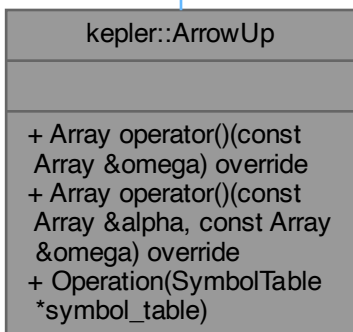 kepler::ArrowUp
+ Array operator()(const
Array &omega) override
+ Array operator()(const
Array &alpha, const Array
&omega) override
+ Operation(SymbolTable
*symbol_table)